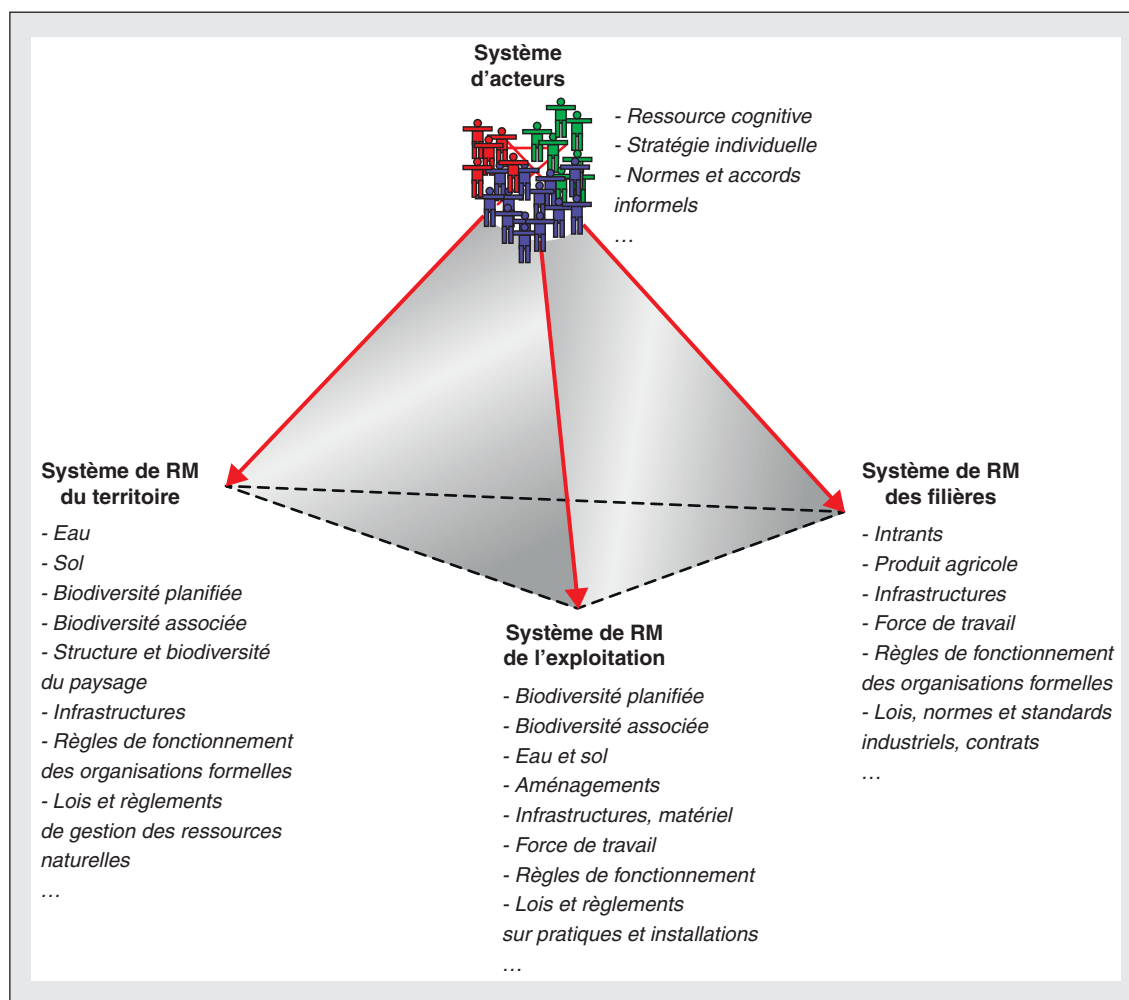 Système
d’acteurs
- Ressource cognitive
- Stratégie individuelle
- Normes et accords
informels
…
Système de RM
du territoire
- Eau
- Sol
- Biodiversité planifiée
- Biodiversité associée
- Structure et biodiversité
du paysage
- Infrastructures
- Règles de fonctionnement
des organisations formelles
- Lois et règlements
de gestion des ressources
naturelles
…
Système de RM
de l’exploitation
- Biodiversité planifiée
- Biodiversité associée
- Eau et sol
- Aménagements
- Infrastructures, matériel
- Force de travail
- Règles de fonctionnement
- Lois et règlements
sur pratiques et installations
…
Système de RM
des filières
- Intrants
- Produit agricole
- Infrastructures
- Force de travail
- Règles de fonctionnement
des organisations formelles
- Lois, normes et standards
industriels, contrats
…